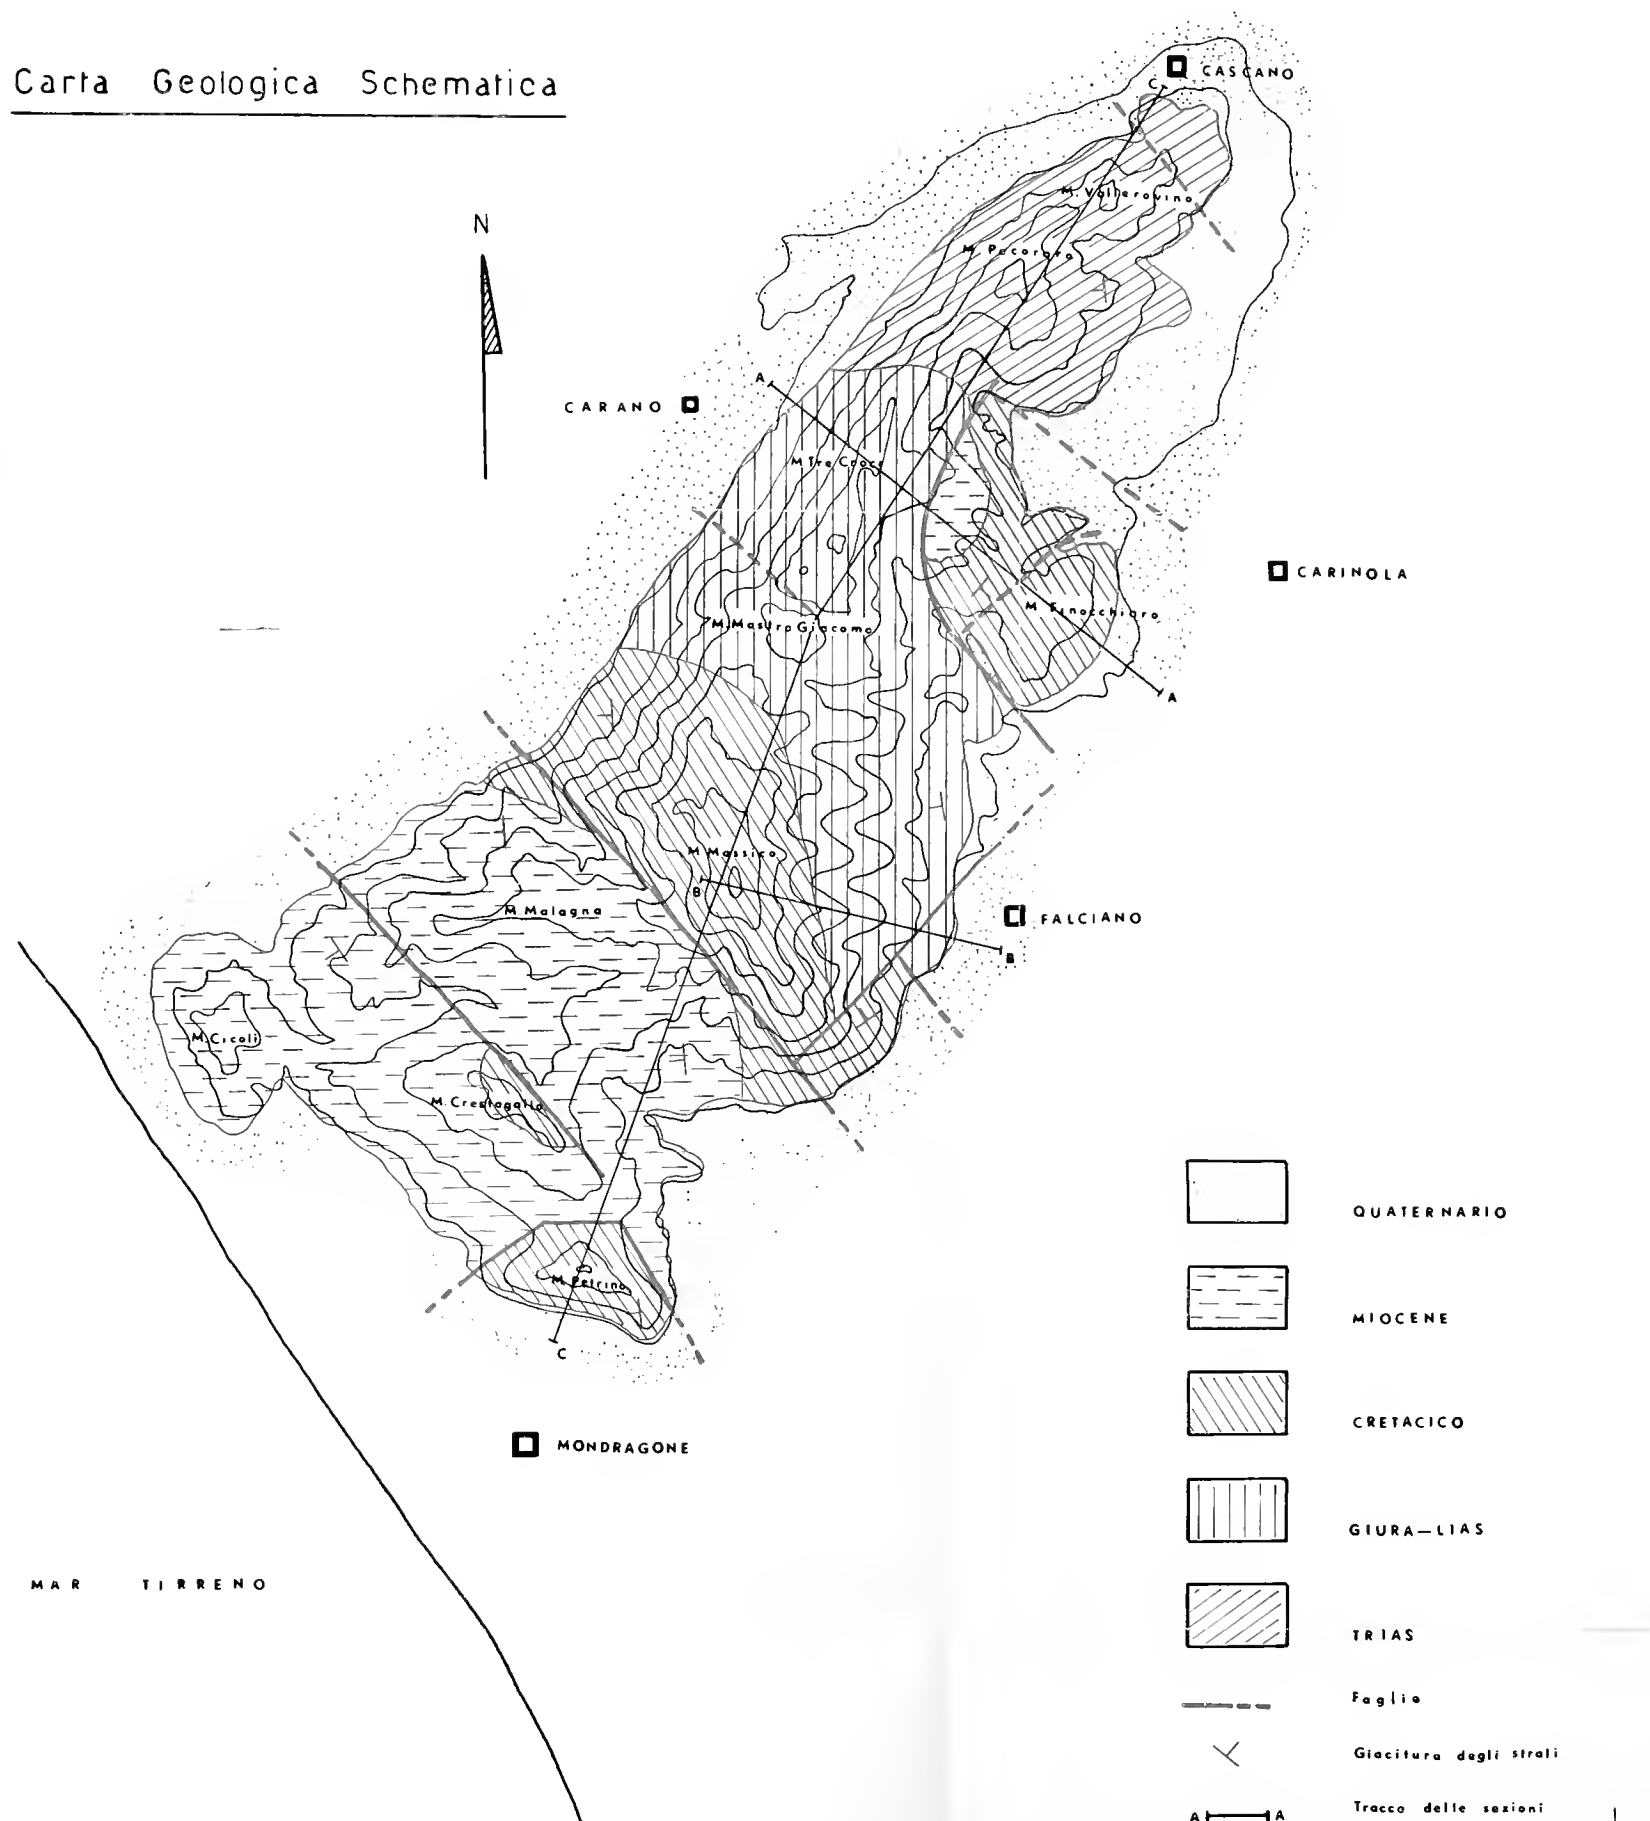 Carta Geologica Schematica
CASCANO
C
N
M. Vallerovino
M. Pecoraro
A
CARANO
M. Tre Croci
CARINOLA
M. Finocchiaro
M. Mastro Giacomo
A
M. Massico
B
M. Malagna
FALCIANO
B
M. Cicoli
M. Crestagallo
QUATERNARIO
M. Petrino
MIOCENE
C
CRETACICO
MONDRAGONE
GIURA—LIAS
MAR TIRRENO
TRIAS
Faglie
Giacitura degli strati
A A Tracce delle sezioni